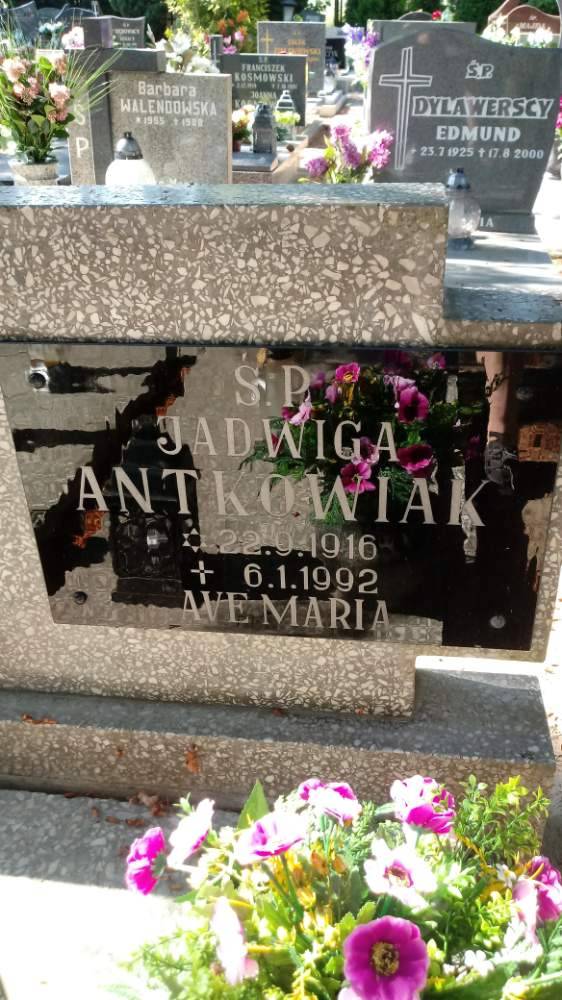 Barbara
WALENDOWSKA
* 1955 † 1982
Ś
P
FRANCISZEK
KOSMOWSKI
JOANNA
Ś.P.
DYLAWERSCY
EDMUND
* 23.7.1925 † 17.8.2000
Ś. P.
JADWIGA
ANTKOWIAK
* 22.9.1916
+ 6.1.1992
AVE MARIA